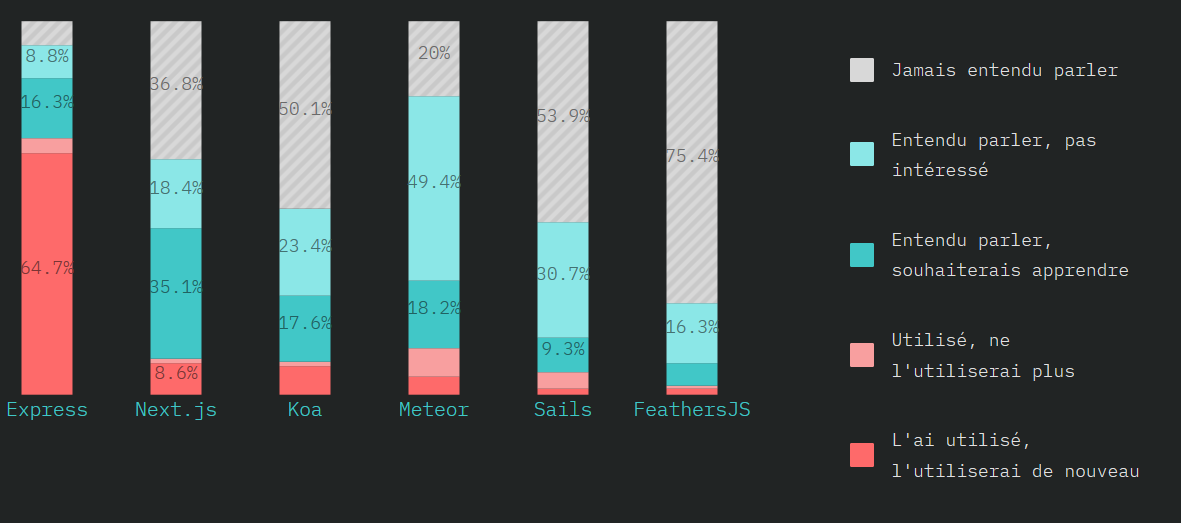 8.8%
16.3%
64.7%
36.8%
18.4%
35.1%
8.6%
50.1%
23.4%
17.6%
20%
49.4%
18.2%
53.9%
30.7%
9.3%
75.4%
16.3%
Express
Next.js
Koa
Meteor
Sails
FeathersJS
Jamais entendu parler
Entendu parler, pas
intéressé
Entendu parler,
souhaiterais apprendre
Utilisé, ne
l'utiliserai plus
L'ai utilisé,
l'utiliserai de nouveau